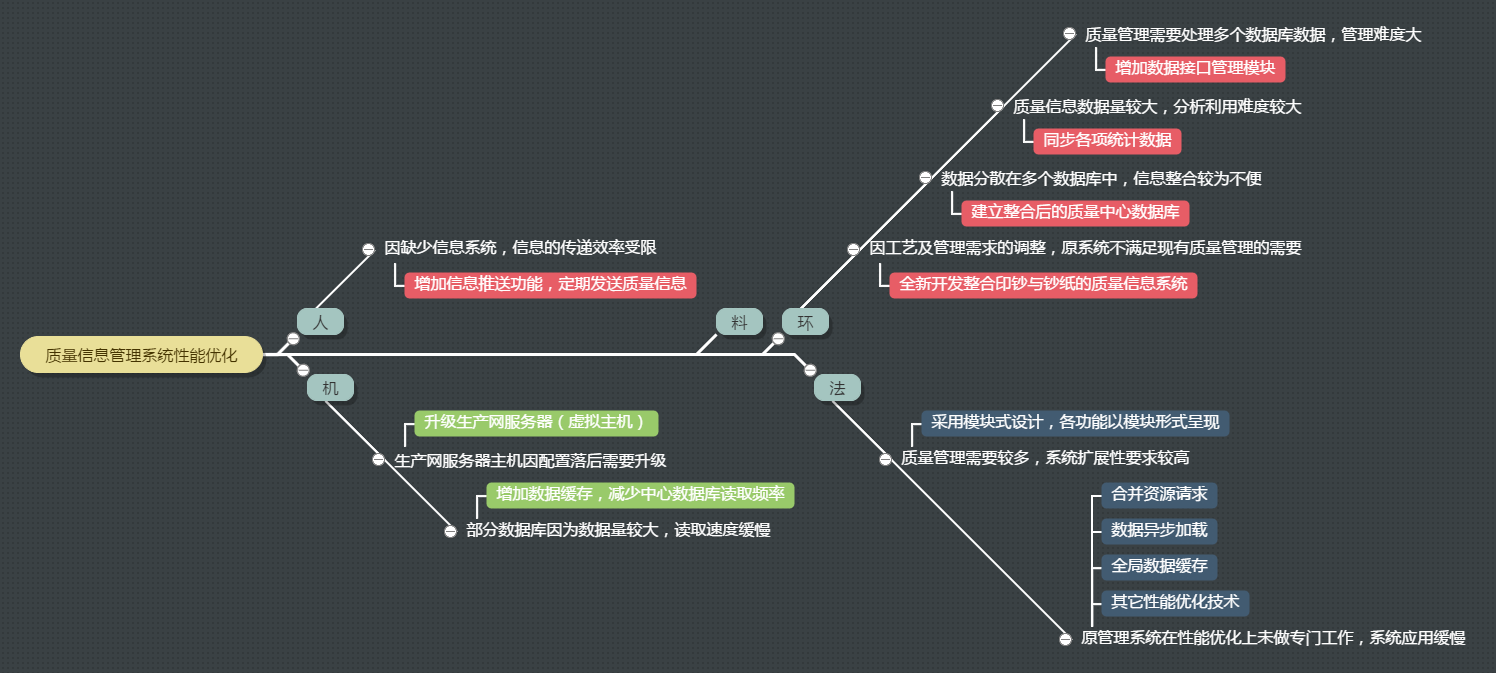 质量信息管理系统性能优化
人
因缺少信息系统，信息的传递效率受限
增加信息推送功能，定期发送质量信息
机
升级生产网服务器（虚拟主机）
生产网服务器主机因配置落后需要升级
增加数据缓存，减少中心数据库读取频率
部分数据库因为数据量较大，读取速度缓慢
料
环
质量管理需要处理多个数据库数据，管理难度大
增加数据接口管理模块
质量信息数据量较大，分析利用难度较大
同步各项统计数据
数据分散在多个数据库中，信息整合较为不便
建立整合后的质量中心数据库
因工艺及管理需求的调整，原系统不满足现有质量管理的需要
全新开发整合印钞与钞纸的质量信息系统
法
采用模块式设计，各功能以模块形式呈现
质量管理需要较多，系统扩展性要求较高
合并资源请求
数据异步加载
全局数据缓存
其它性能优化技术
原管理系统在性能优化上未做专门工作，系统应用缓慢